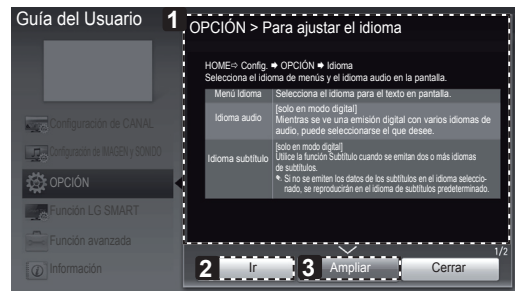 Guía del Usuario
1
OPCIÓN > Para ajustar el idioma
HOME⇨ Config. ➡ OPCIÓN ➡ Idioma
Selecciona el idioma de menús y el idioma audio en la pantalla.
Menú Idioma Selecciona el idioma para el texto en pantalla.
Idioma audio
[solo en modo digital]
Mientras se ve una emisión digital con varios idiomas de
audio, puede seleccionarse el que desee.
Idioma subtítulo
[solo en modo digital]
Utilice la función Subtítulo cuando se emitan dos o más idiomas
de subtítulos.
Si no se emiten los datos de los subtítulos en el idioma seleccio-
nado, se reproducirán en el idioma de subtítulos predeterminado.
Configuración de CANAL
Configuración de IMAGEN y SONIDO
OPCIÓN
Función LG SMART
Función avanzada
Información
1/2
2 Ir 3 Ampliar Cerrar